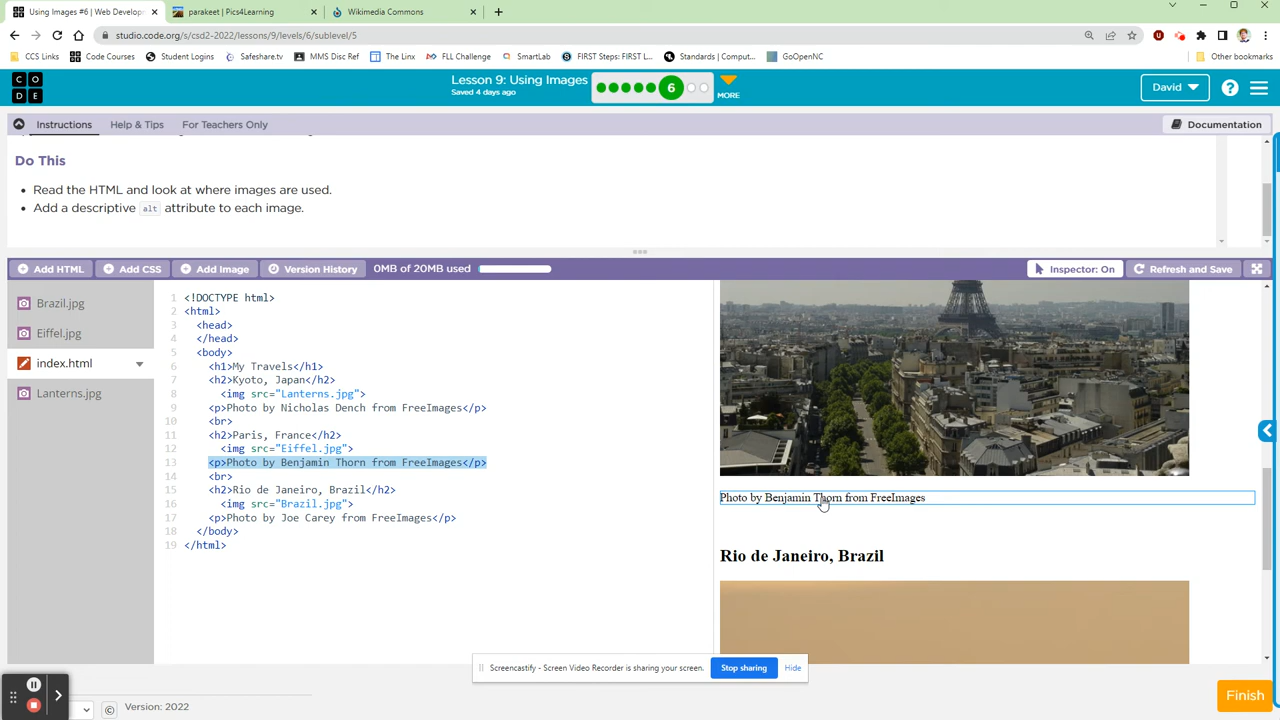 Using Images #6 | Web Develop
parakeet | Pics4Learning
Wikimedia Commons
studio.code.org/s/csd2-2022/lessons/9/levels/6/sublevel/5
CCS Links
Code Courses
Student Logins
Safeshare.tv
MMS Disc Ref
The Linx
FLL Challenge
SmartLab
FIRST Steps: FIRST L...
Standards | Comput...
GoOpenNC
Other bookmarks
CO
DE
Lesson 9: Using Images
Saved 4 days ago
6
MORE
David
?
Instructions
Help & Tips
For Teachers Only
Documentation
Do This
• Read the HTML and look at where images are used.
• Add a descriptive alt attribute to each image.
Add HTML
Add CSS
Add Image
Version History
0MB of 20MB used
Inspector: On
Refresh and Save
Brazil.jpg
Eiffel.jpg
index.html
Lanterns.jpg
1 <!DOCTYPE html>
2 <html>
3 <head>
4 </head>
5 <body>
6 <h1>My Travels</h1>
7 <h2>Kyoto, Japan</h2>
8 <img src="Lanterns.jpg">
9 <p>Photo by Nicholas Dench from FreeImages</p>
10 <br>
11 <h2>Paris, France</h2>
12 <img src="Eiffel.jpg">
13 <p>Photo by Benjamin Thorn from FreeImages</p>
14 <br>
15 <h2>Rio de Janeiro, Brazil</h2>
16 <img src="Brazil.jpg">
17 <p>Photo by Joe Carey from FreeImages</p>
18 </body>
19 </html>
Photo by Benjamin Thorn from FreeImages
Rio de Janeiro, Brazil
Screencastify - Screen Video Recorder is sharing your screen.
Stop sharing
Hide
© Version: 2022
Finish